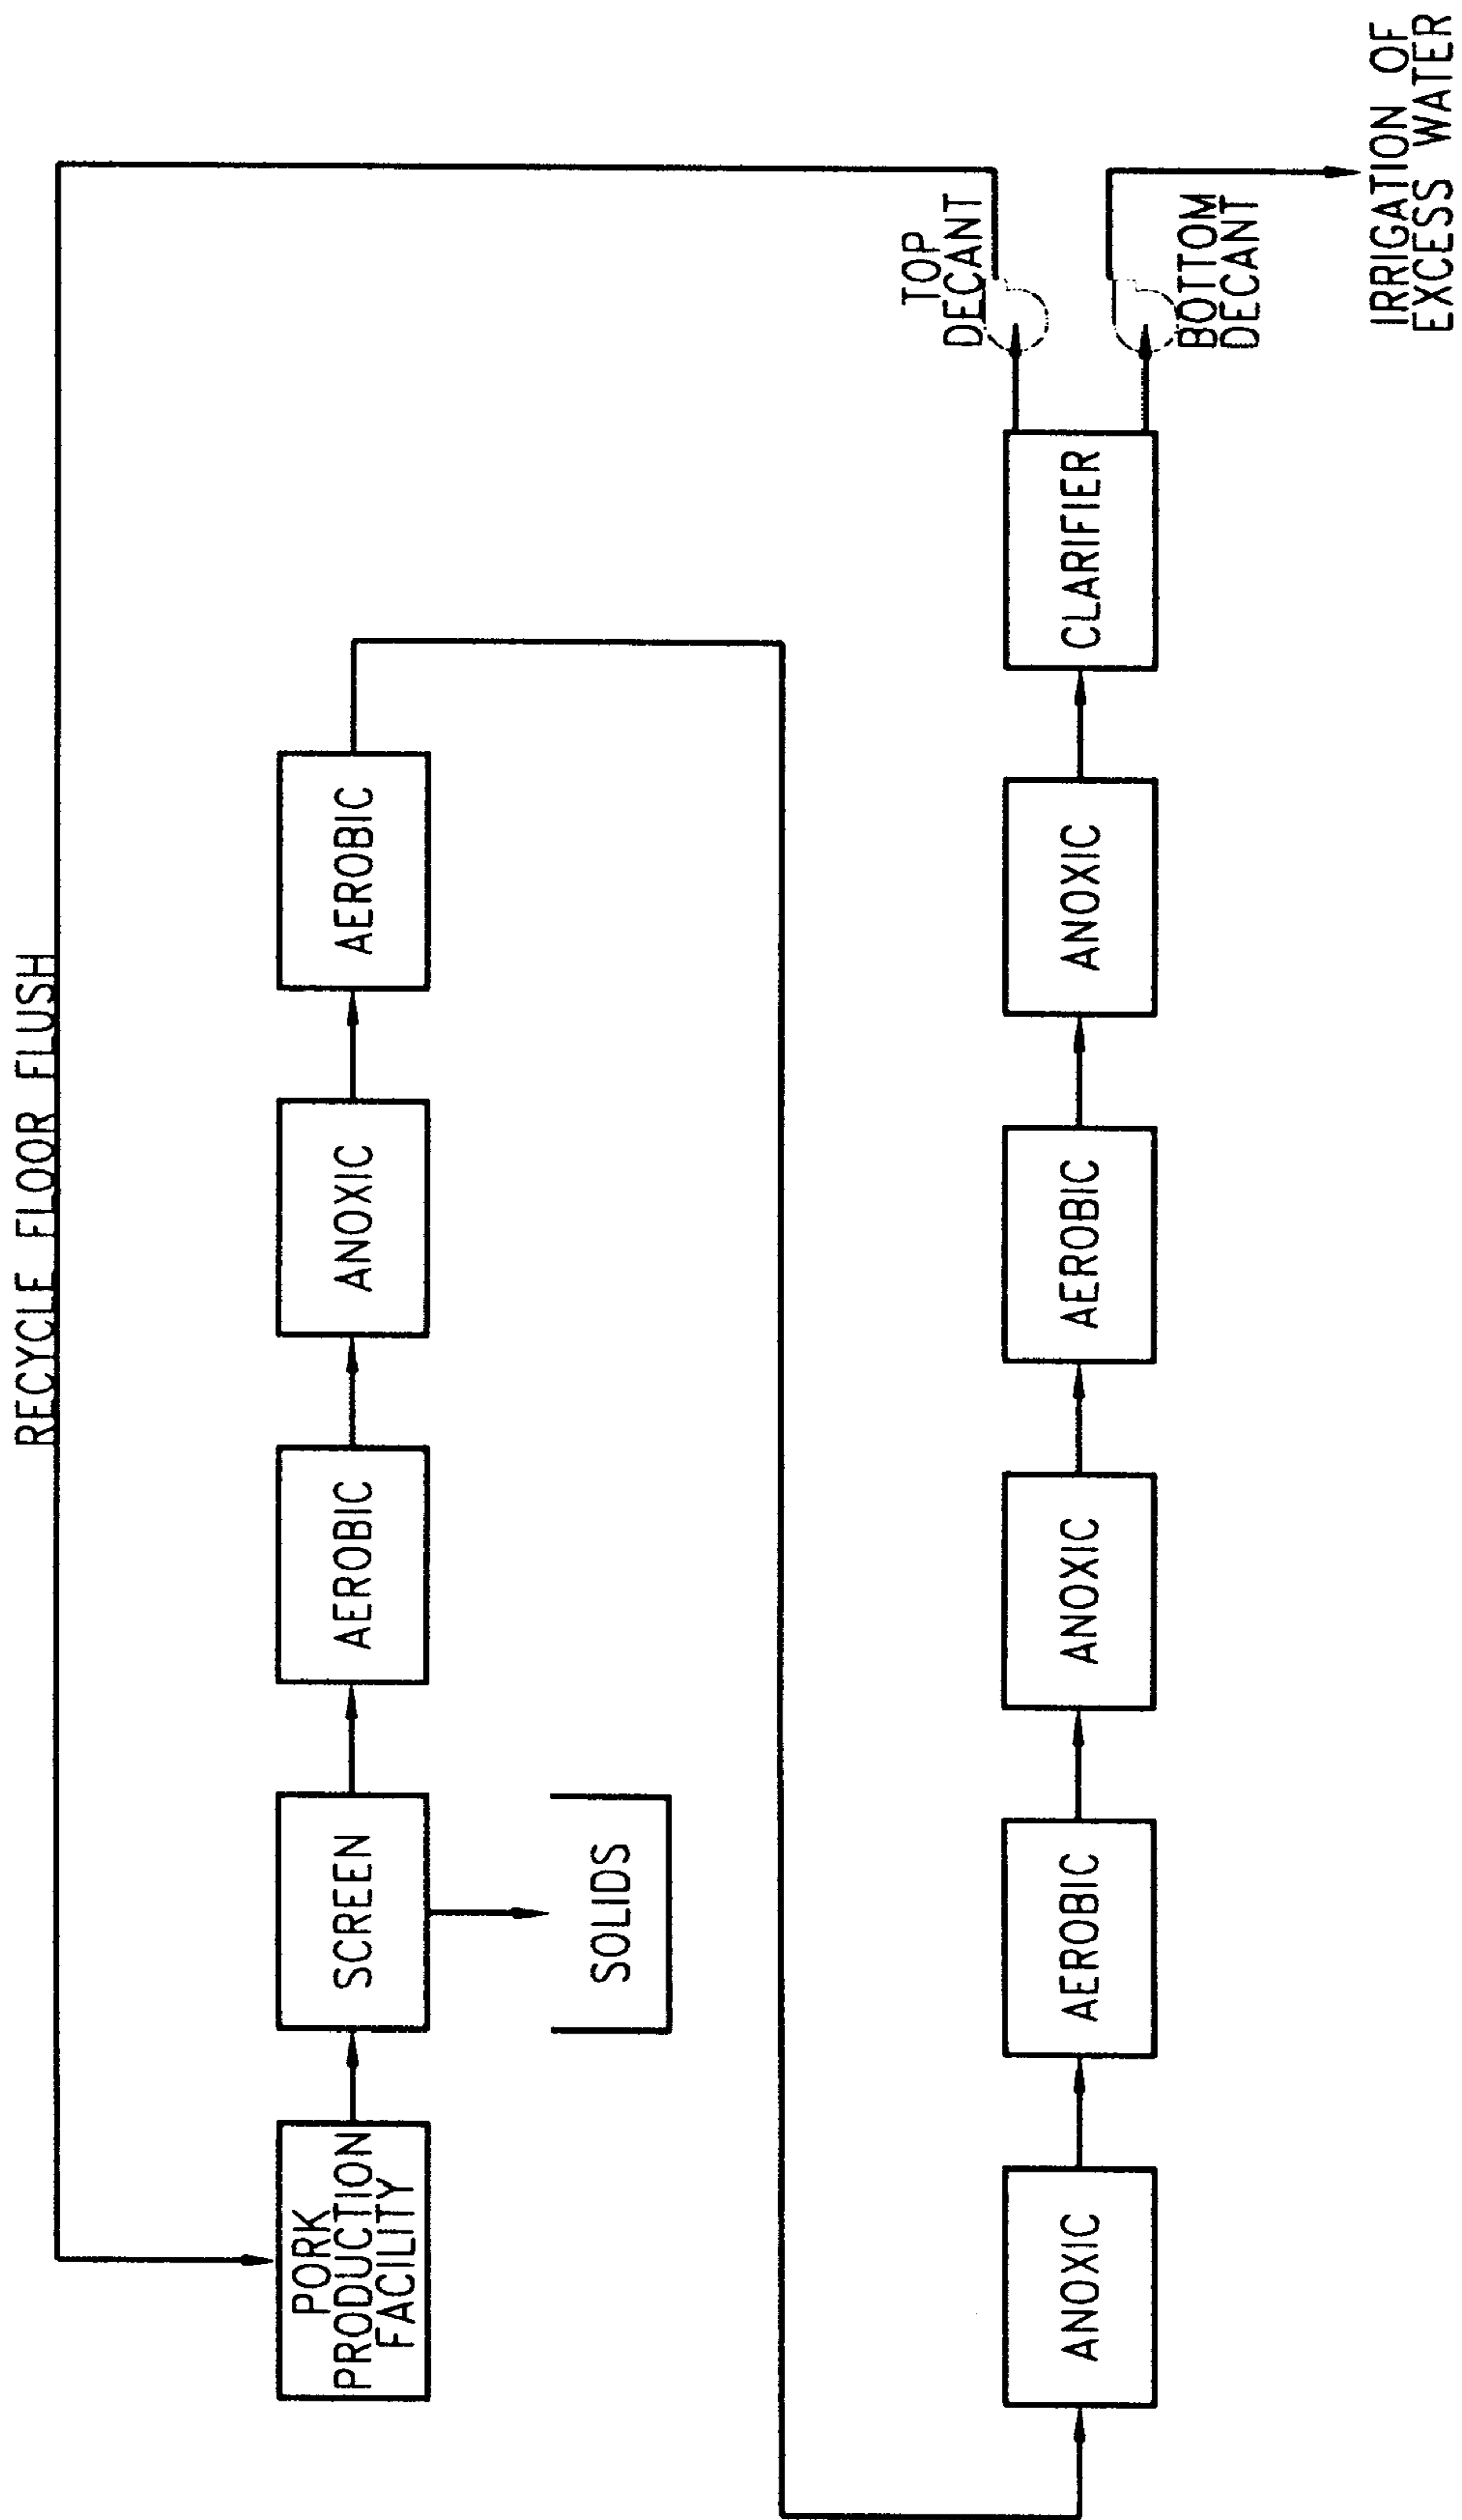 RECYCLE FLOOR FLUSH
PORK
PRODUCTION
FACILITY
SCREEN
AEROBIC
ANOXIC
AEROBIC
SOLIDS
ANOXIC
AEROBIC
ANOXIC
AEROBIC
ANOXIC
CLARIFIER
TOP
DECANT
BOTTOM
DECANT
IRRIGATION OF
EXCESS WATER